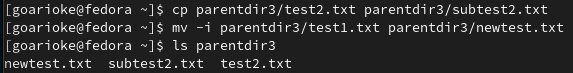 [goarioke@fedora ~]$ cp parentdir3/test2.txt parentdir3/subtest2.txt
[goarioke@fedora ~]$ mv -i parentdir3/test1.txt parentdir3/newtest.txt
[goarioke@fedora ~]$ ls parentdir3
newtest.txt  subtest2.txt  test2.txt